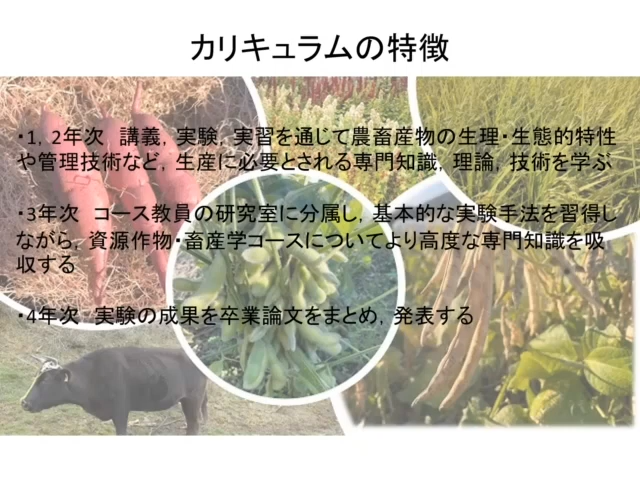 カリキュラムの特徴
・1，2年次　講義，実験，実習を通じて農畜産物の生理・生態的特性
や管理技術など，生産に必要とされる専門知識，理論，技術を学ぶ
・3年次　コース教員の研究室に分属し，基本的な実験手法を習得し
ながら，資源作物・畜産学コースについてより高度な専門知識を吸
収する
・4年次　実験の成果を卒業論文をまとめ，発表する